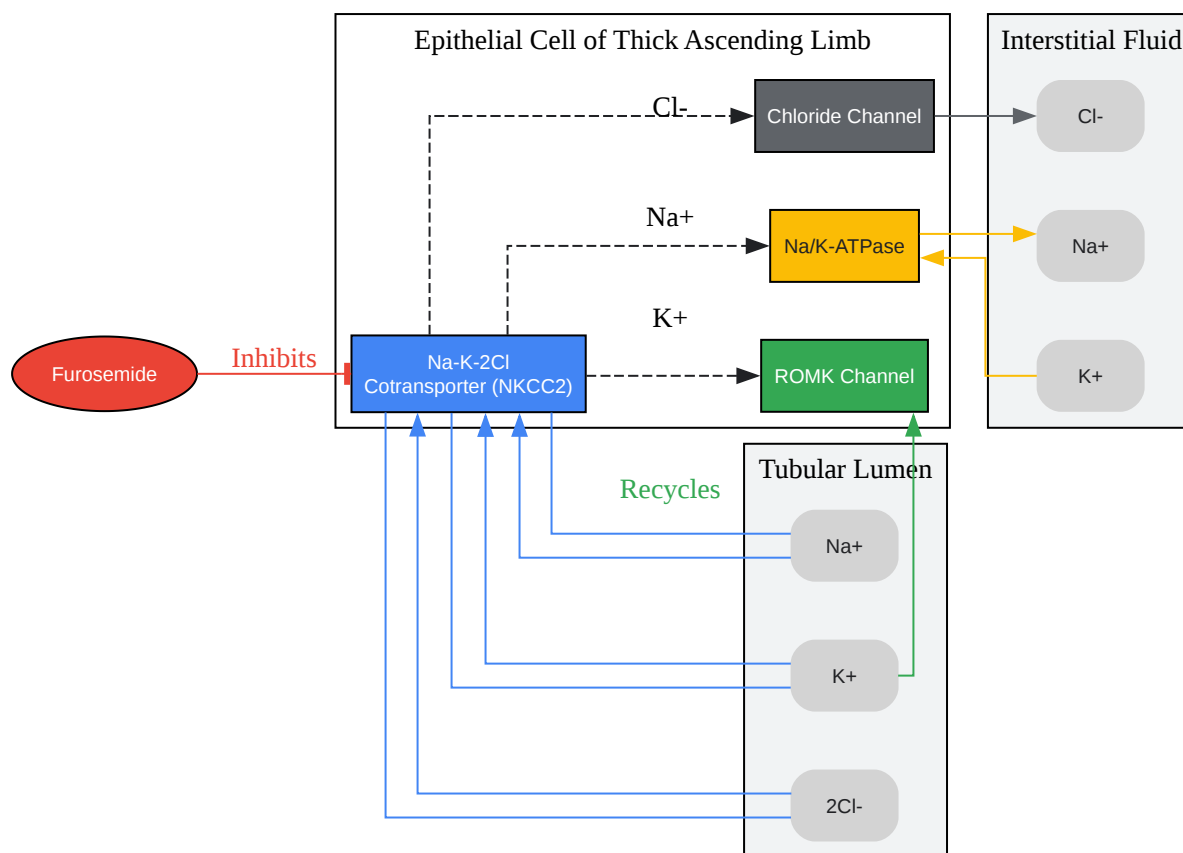 Epithelial Cell of Thick Ascending Limb
Interstitial Fluid
Cl-
Chloride Channel
Cl-
Na+
Na/K-ATPase
Na+
K+
Furosemide
Inhibits
Na-K-2Cl
Cotransporter (NKCC2)
ROMK Channel
K+
Tubular Lumen
Recycles
Na+
K+
2Cl-